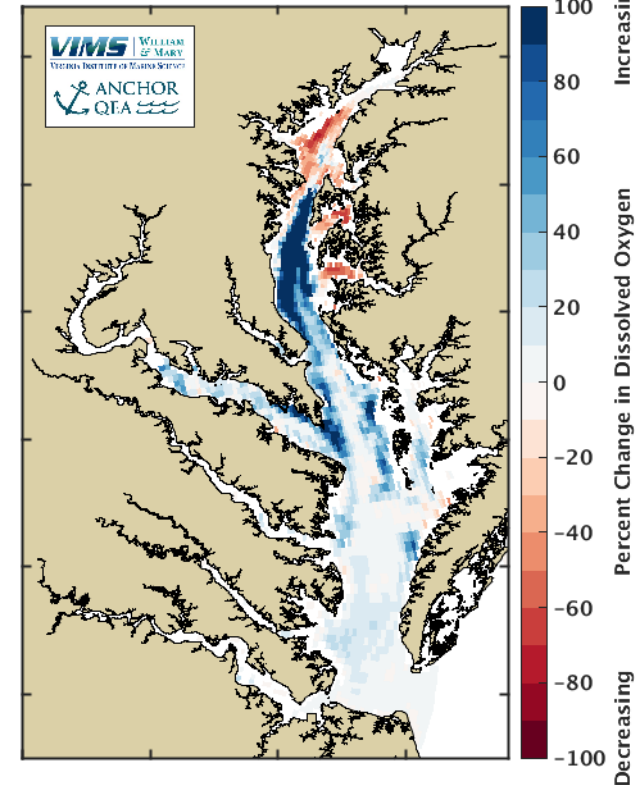 VIMS | WILLIAM
& MARY
VIRGINIA INSTITUTE OF MARINE SCIENCE
ANCHOR
QEA
100
80
60
40
20
0
−20
−40
−60
−80
−100
Increasin
Percent Change in Dissolved Oxygen
Decreasing